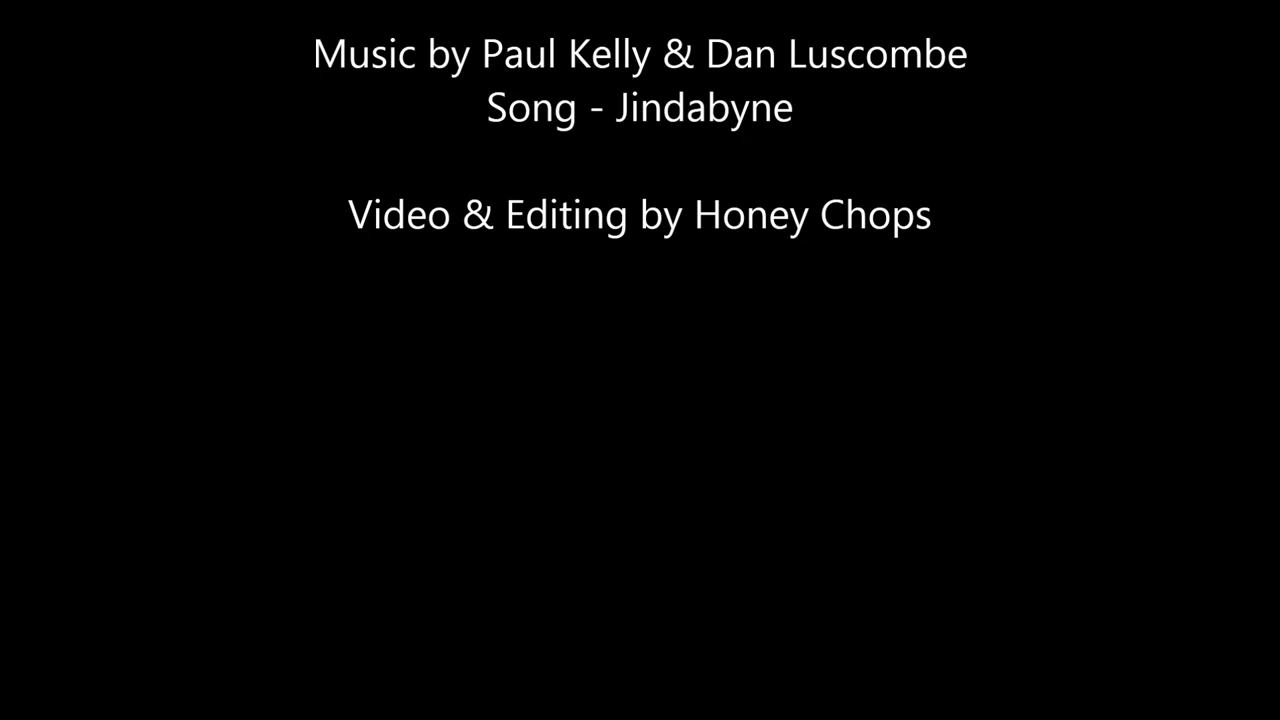 Music by Paul Kelly & Dan Luscombe
Song - Jindabyne
Video & Editing by Honey Chops